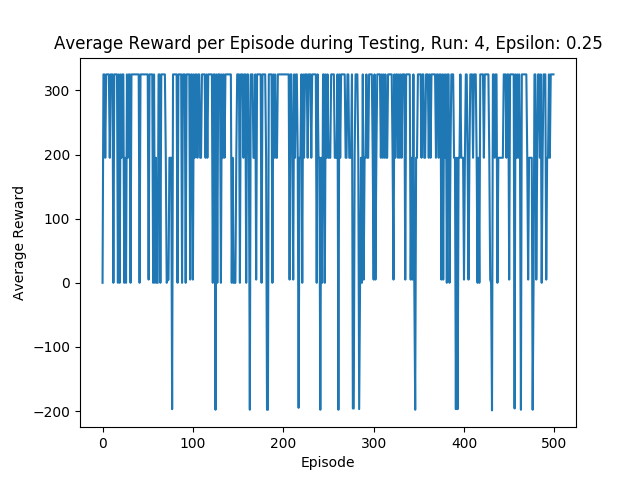 Average Reward per Episode during Testing, Run: 4, Epsilon: 0.25
300
200
100
0
−100
−200
Average Reward
0 100 200 300 400 500
Episode